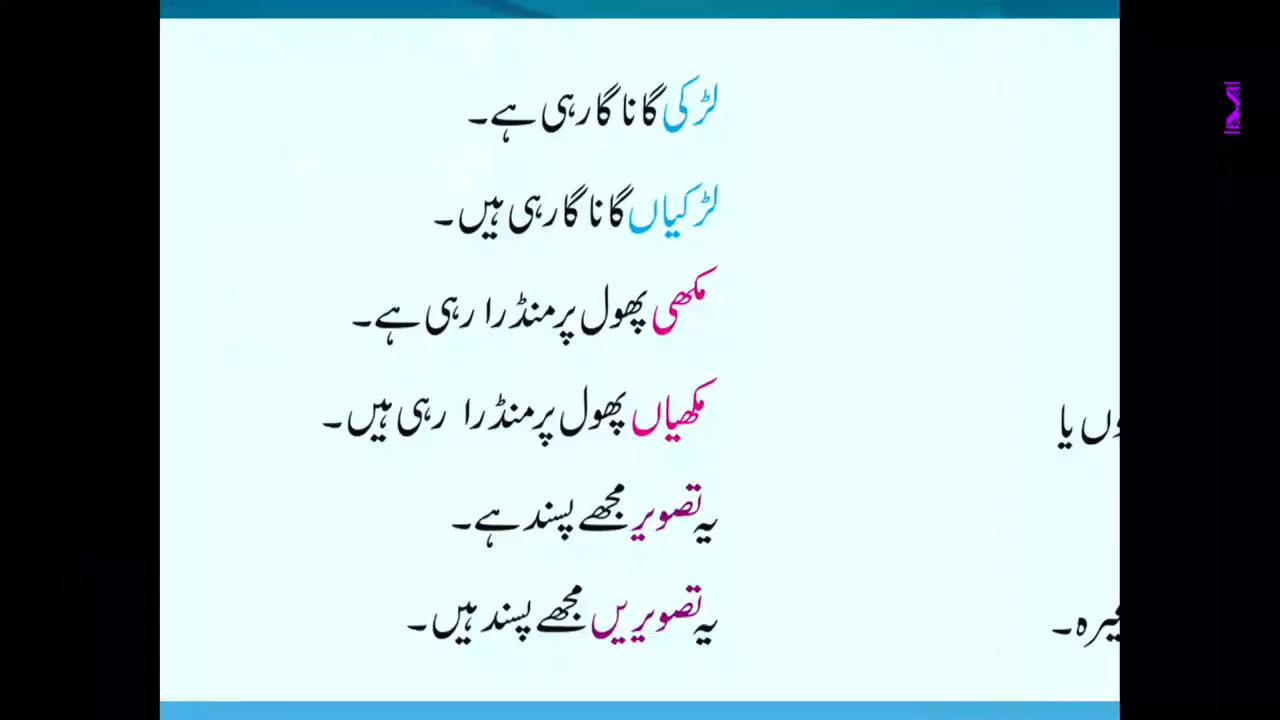 لڑکی گانا گا رہی ہے۔
لڑکیاں گانا گا رہی ہیں۔
مکھی پھول پر منڈرا رہی ہے۔
مکھیاں پھول پر منڈرا رہی ہیں۔
یہ تصویر مجھے پسند ہے۔
یہ تصویریں مجھے پسند ہیں۔
یا